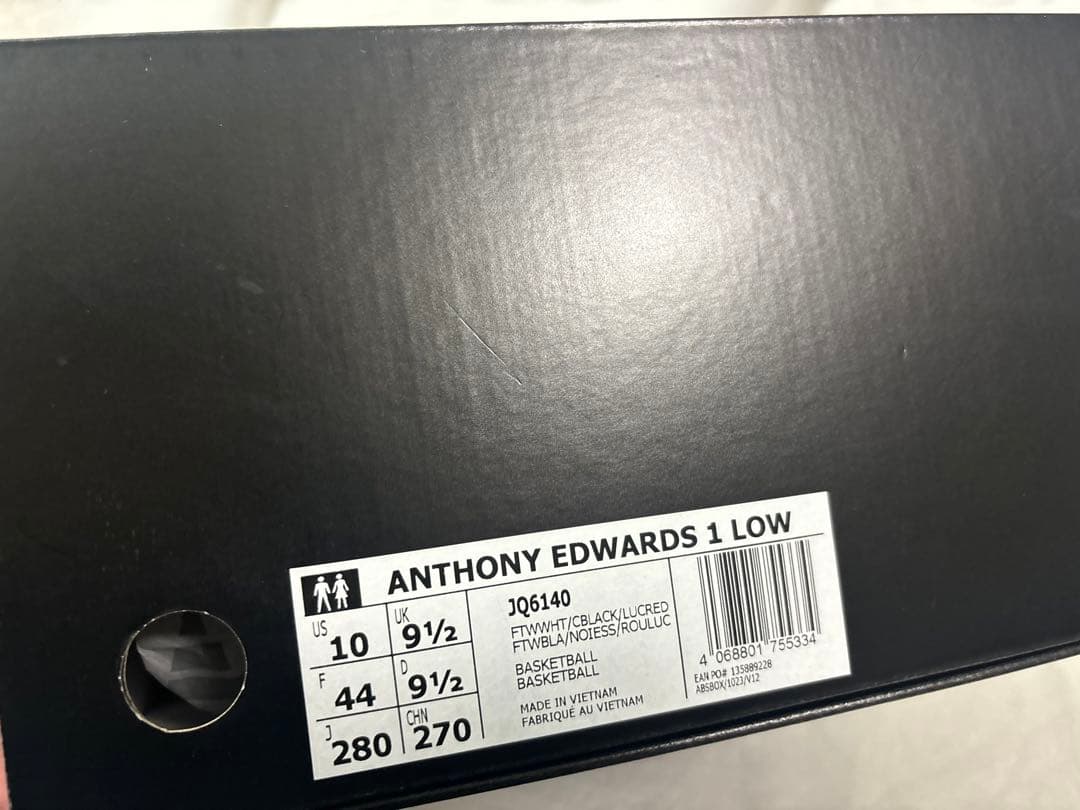 ANTHONY EDWARDS 1 LOW
US 10
UK 9½
F 44
D 9½
J 280
CHN 270
JQ6140
FTWWHT/CBLACK/LUCRED
FTWBLA/NOIESS/ROULUC
BASKETBALL
BASKETBALL
MADE IN VIETNAM
FABRIQUÉ AU VIETNAM
4 068801 755334
EAN PO# 135889228
ABSBOX/1023/V12